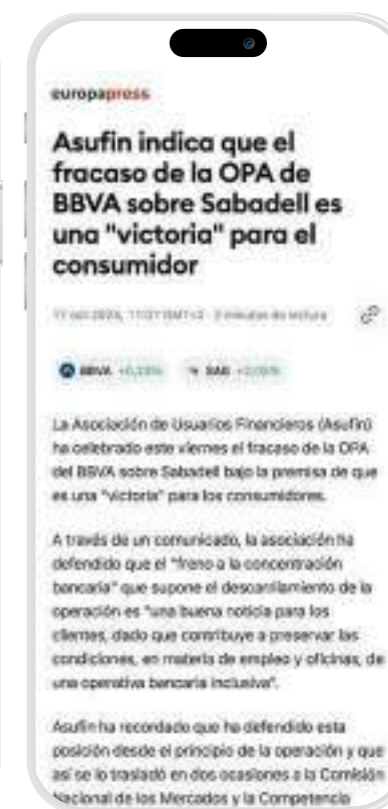 europapress
Asufin indica que el
fracaso de la OPA de
BBVA sobre Sabadell es
una "victoria" para el
consumidor
minutos de lectura
BBVA SAB
La Asociación de Usuarios Financieros (Asufin)
ha celebrado este viernes el fracaso de la OPA
del BBVA sobre Sabadell bajo la premisa de que
es una "victoria" para los consumidores.
A través de un comunicado, la asociación ha
defendido que el "freno a la concentración
bancaria" que supone el descarrilamiento de la
operación es "una buena noticia para los
clientes, dado que contribuye a preservar las
condiciones, en materia de empleo y oficinas, de
una operativa bancaria inclusiva".
Asufin ha recordado que ha defendido esta
posición desde el principio de la operación y que
así se lo trasladó en dos ocasiones a la Comisión
Nacional de los Mercados y la Competencia